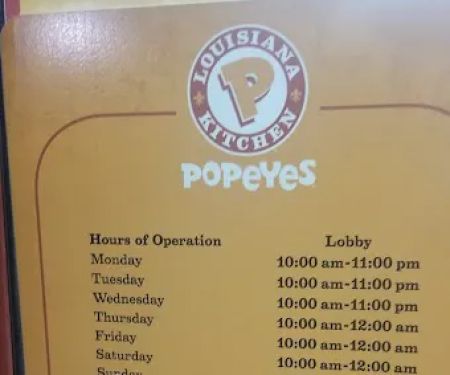 LOUISIANA
P
KITCHEN
POPEYES
Hours of Operation Lobby
Monday 10:00 am-11:00 pm
Tuesday 10:00 am-11:00 pm
Wednesday 10:00 am-11:00 pm
Thursday 10:00 am-12:00 am
Friday 10:00 am-12:00 am
Saturday 10:00 am-12:00 am
Sunday